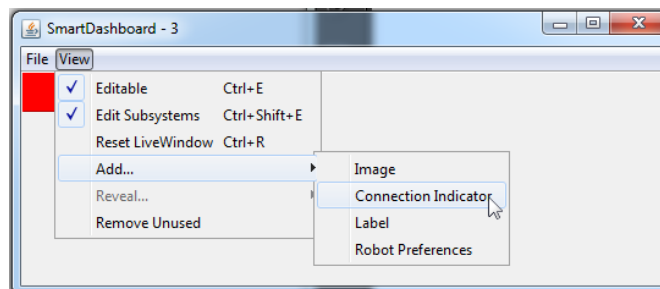 SmartDashboard - 3
File View
Editable Ctrl+E
Edit Subsystems Ctrl+Shift+E
Reset LiveWindow Ctrl+R
Add...
Reveal...
Remove Unused
Image
Connection Indicator
Label
Robot Preferences